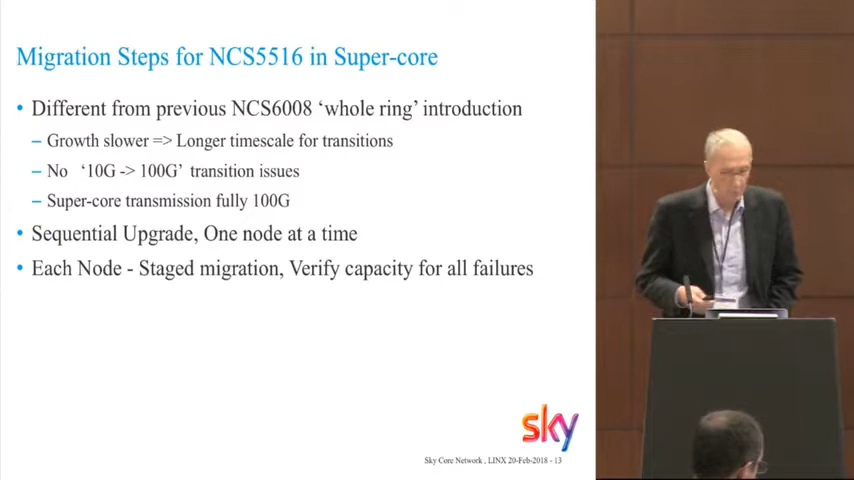 Migration Steps for NCS5516 in Super-core
• Different from previous NCS6008 ‘whole ring’ introduction
– Growth slower => Longer timescale for transitions
– No ‘10G -> 100G’ transition issues
– Super-core transmission fully 100G
• Sequential Upgrade, One node at a time
• Each Node - Staged migration, Verify capacity for all failures
sky
Sky Core Network , LINX 20-Feb-2018 - 13